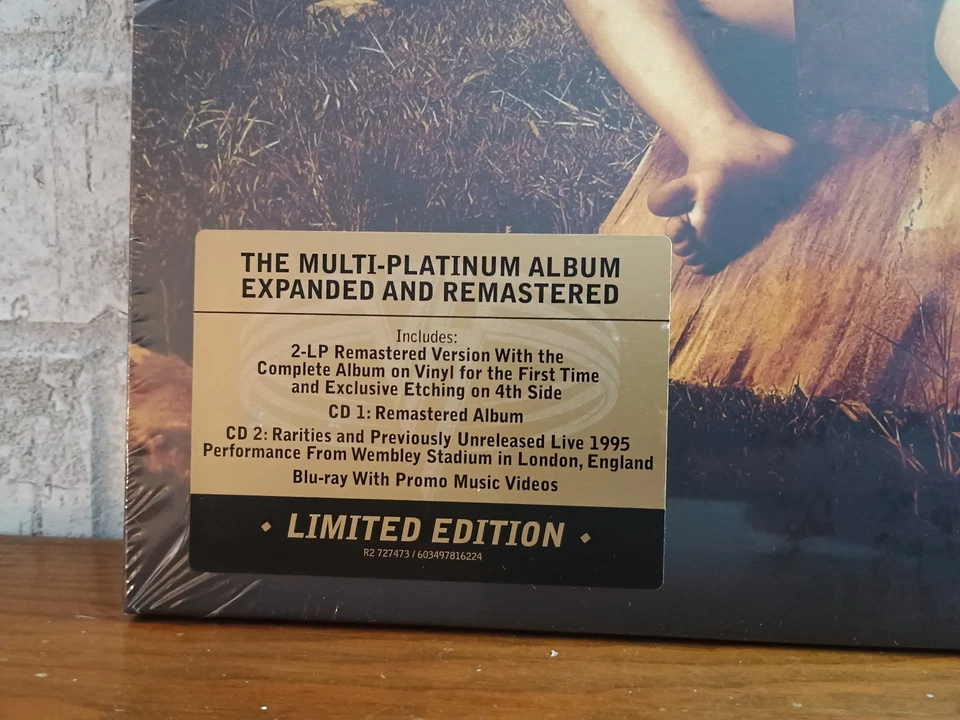 THE MULTI-PLATINUM ALBUM
EXPANDED AND REMASTERED
Includes:
2-LP Remastered Version With the
Complete Album on Vinyl for the First Time
and Exclusive Etching on 4th Side
CD 1: Remastered Album
CD 2: Rarities and Previously Unreleased Live 1995
Performance From Wembley Stadium in London, England
Blu-ray With Promo Music Videos
LIMITED EDITION
R2 727473 / 603497816224